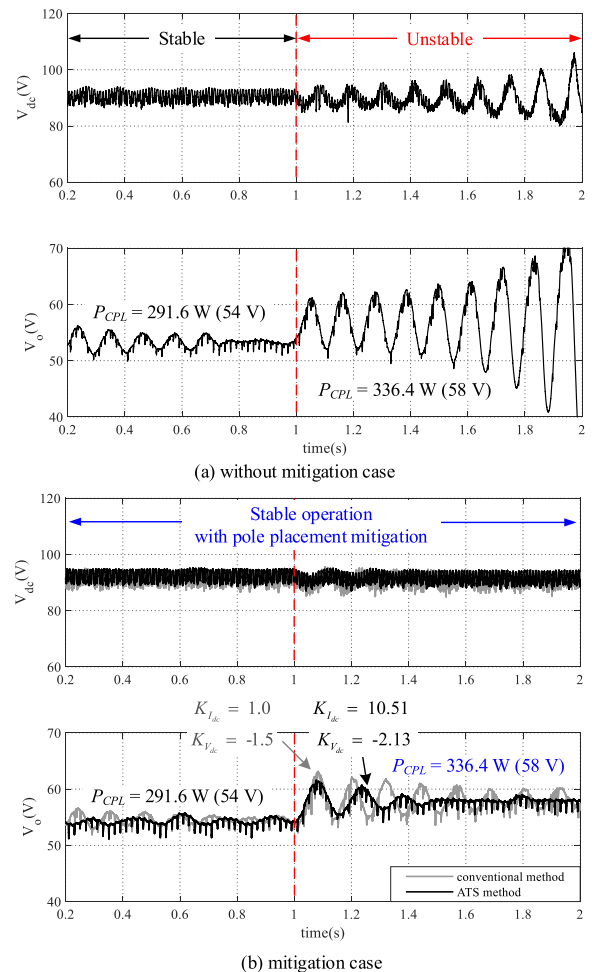 120
Stable
Unstable
100
V_dc(V)
80
60
0.2 0.4 0.6 0.8 1 1.2 1.4 1.6 1.8 2
70
P_CPL = 291.6 W (54 V)
60
V_o(V)
50
P_CPL = 336.4 W (58 V)
40
0.2 0.4 0.6 0.8 1 1.2 1.4 1.6 1.8 2
time(s)
(a) without mitigation case
120
Stable operation
with pole placement mitigation
100
V_dc(V)
80
60
0.2 0.4 0.6 0.8 1 1.2 1.4 1.6 1.8 2
K_I_dc = 1.0 K_I_dc = 10.51
K_V_dc = -1.5 K_V_dc = -2.13
70
P_CPL = 336.4 W (58 V)
P_CPL = 291.6 W (54 V)
60
V_o(V)
50
conventional method
ATS method
40
0.2 0.4 0.6 0.8 1 1.2 1.4 1.6 1.8 2
time(s)
(b) mitigation case